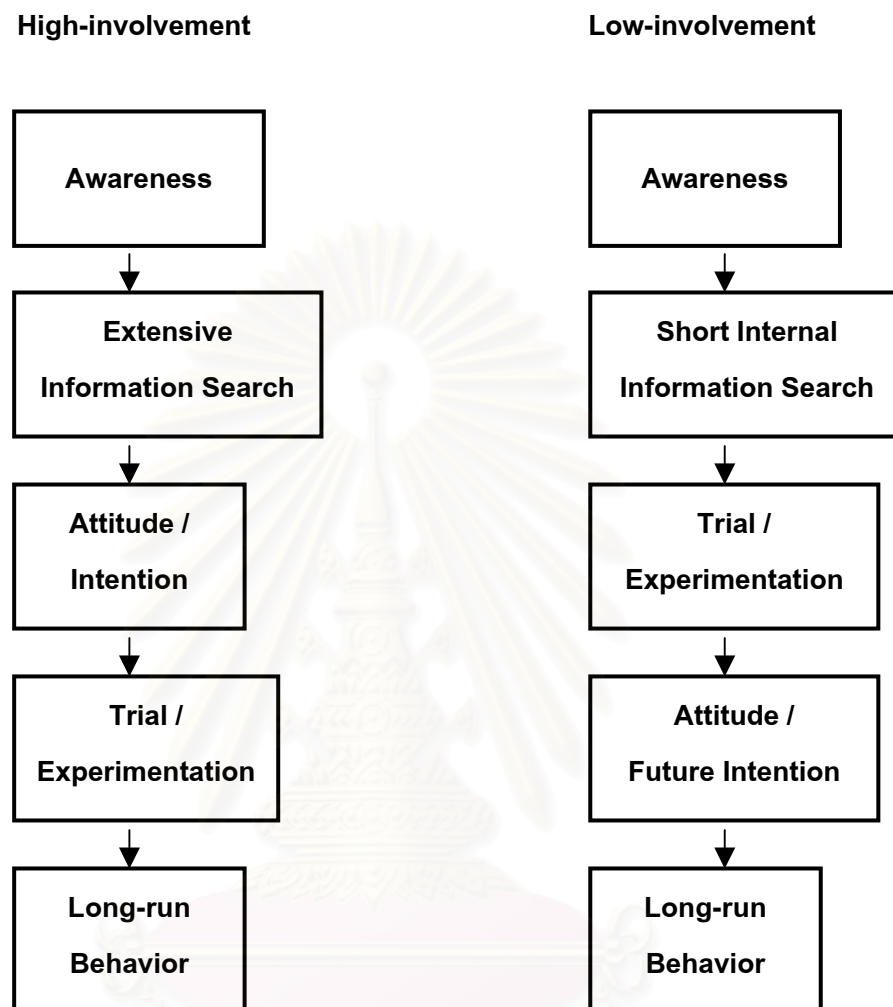 High-involvement
Awareness
Extensive
Information Search
Attitude /
Intention
Trial /
Experimentation
Long-run
Behavior
Low-involvement
Awareness
Short Internal
Information Search
Trial /
Experimentation
Attitude /
Future Intention
Long-run
Behavior